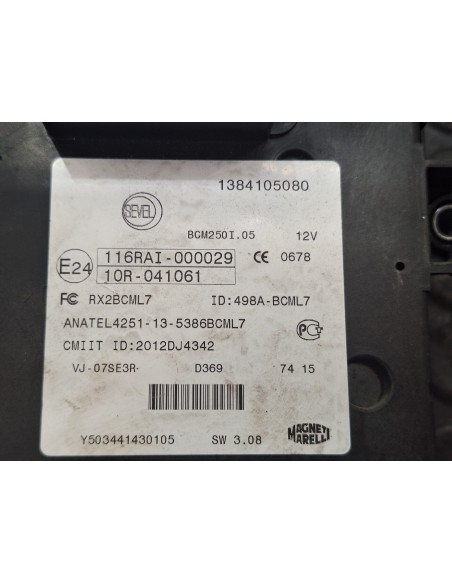 1384105080
SEVEL
BCM250I.05 12V
E24 116RAI-000029 CE 0678
10R-041061
FC RX2BCML7 ID:498A-BCML7
ANATEL4251-13-5386BCML7
CMIIT ID:2012DJ4342
VJ-07SE3R D369 74 15
Y503441430105 SW 3.08
MAGNETI
MARELLI